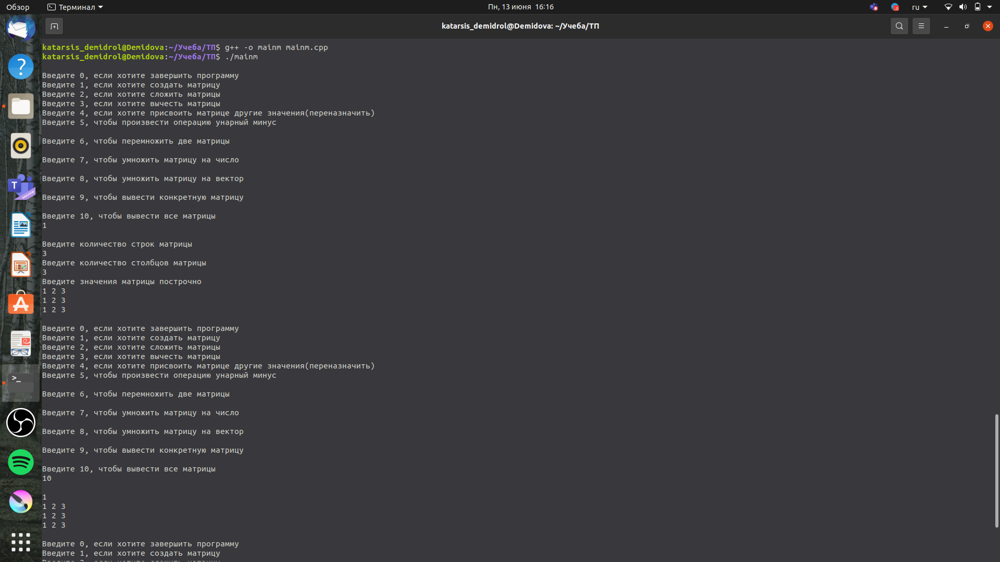 Обзор
Терминал
Пн, 13 июня 16:16
ru
katarsis_demidrol@Demidova: ~/Учеба/ТП
katarsis_demidrol@Demidova:~/Учеба/ТП$ g++ -o mainm mainm.cpp
katarsis_demidrol@Demidova:~/Учеба/ТП$ ./mainm
Введите 0, если хотите завершить программу
Введите 1, если хотите создать матрицу
Введите 2, если хотите сложить матрицы
Введите 3, если хотите вычесть матрицы
Введите 4, если хотите присвоить матрице другие значения(переназначить)
Введите 5, чтобы произвести операцию унарный минус
Введите 6, чтобы перемножить две матрицы
Введите 7, чтобы умножить матрицу на число
Введите 8, чтобы умножить матрицу на вектор
Введите 9, чтобы вывести конкретную матрицу
Введите 10, чтобы вывести все матрицы
1
Введите количество строк матрицы
3
Введите количество столбцов матрицы
3
Введите значения матрицы построчно
1 2 3
1 2 3
1 2 3
Введите 0, если хотите завершить программу
Введите 1, если хотите создать матрицу
Введите 2, если хотите сложить матрицы
Введите 3, если хотите вычесть матрицы
Введите 4, если хотите присвоить матрице другие значения(переназначить)
Введите 5, чтобы произвести операцию унарный минус
Введите 6, чтобы перемножить две матрицы
Введите 7, чтобы умножить матрицу на число
Введите 8, чтобы умножить матрицу на вектор
Введите 9, чтобы вывести конкретную матрицу
Введите 10, чтобы вывести все матрицы
10
1
1 2 3
1 2 3
1 2 3
Введите 0, если хотите завершить программу
Введите 1, если хотите создать матрицу